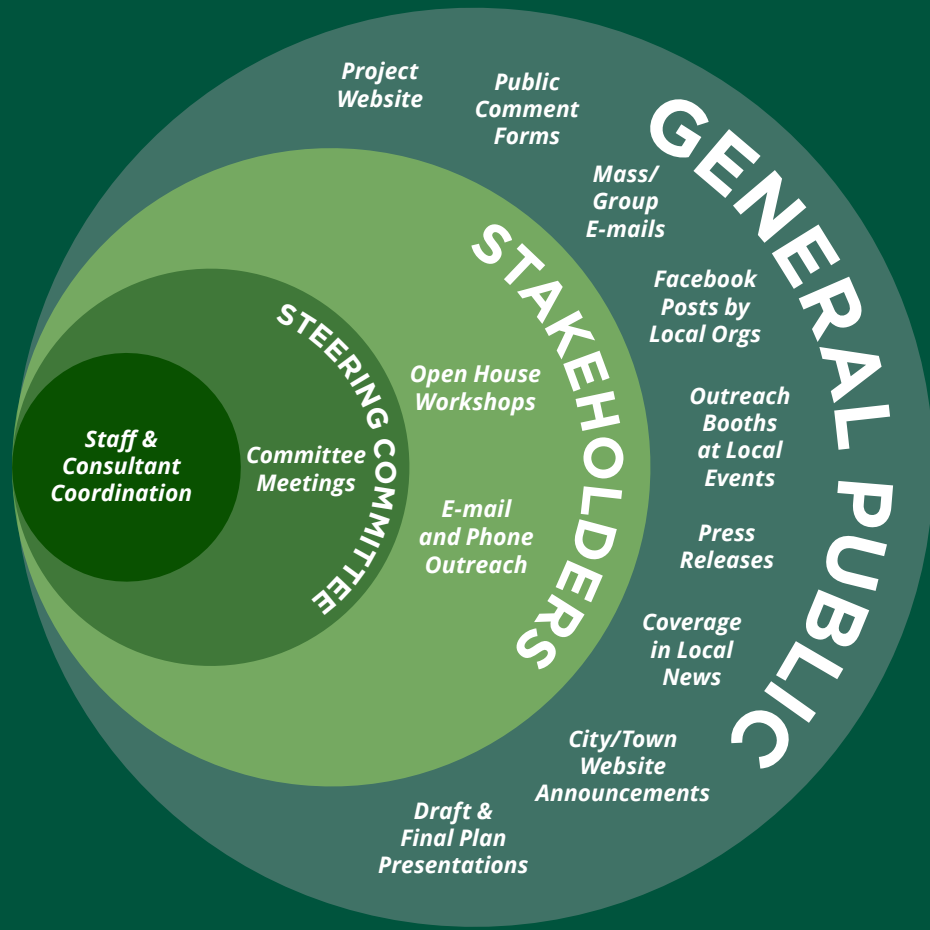 Project
Website
Public
Comment
Forms
GENERAL PUBLIC
Mass/
Group
E-mails
Facebook
Posts by
Local Orgs
Outreach
Booths
at Local
Events
Press
Releases
Coverage
in Local
News
City/Town
Website
Announcements
Draft &
Final Plan
Presentations
STAKEHOLDERS
Open House
Workshops
E-mail
and Phone
Outreach
STEERING COMMITTEE
Committee
Meetings
Staff &
Consultant
Coordination